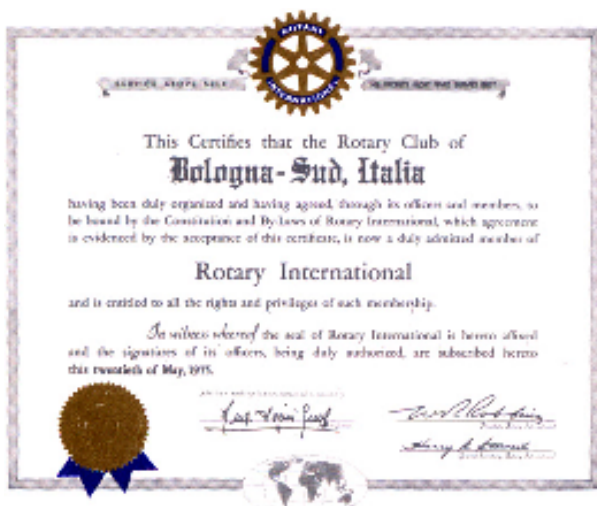 ROTARY
INTERNATIONAL
SERVICE ABOVE SELF
This Certifies that the Rotary Club of
Bologna-Sud, Italia
having been duly organized and having agreed, through its officers and members, to
be bound by the Constitution and By-Laws of Rotary International, which agreement
is evidenced by the acceptance of this certificate, is now a duly admitted member of
Rotary International
and is entitled to all the rights and privileges of such membership.
In witness whereof the seal of Rotary International is hereto affixed
and the signatures of its officers, being duly authorized, are subscribed hereto
this twentieth of May, 1975.